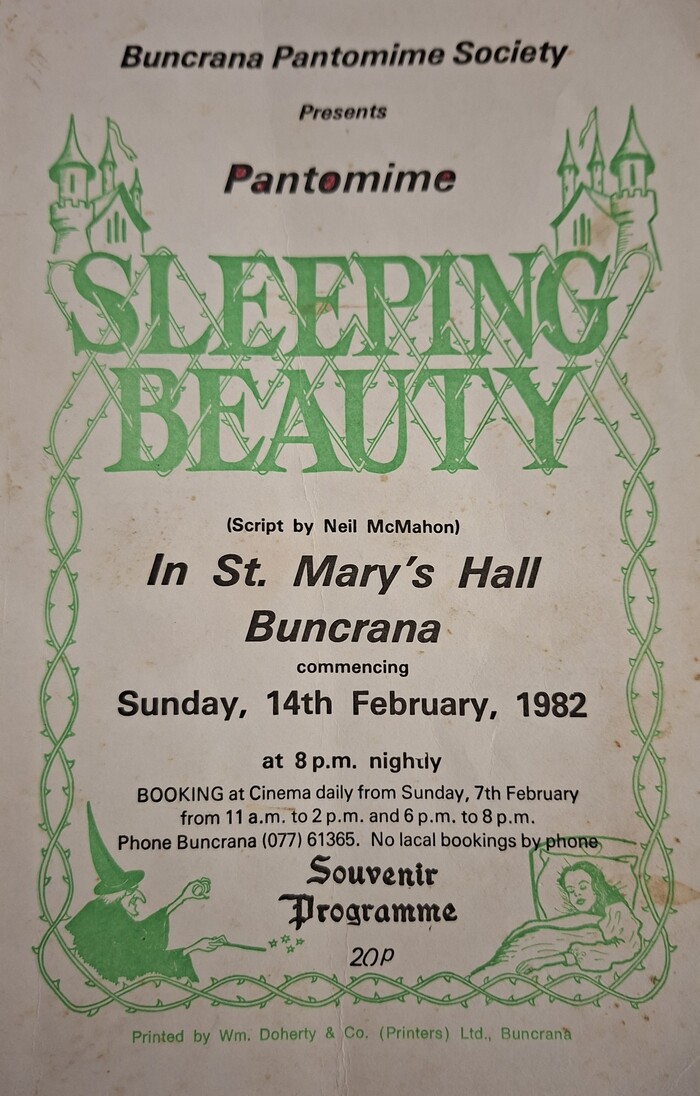 Buncrana Pantomime Society
Presents
Pantomime
SLEEPING
BEAUTY
(Script by Neil McMahon)
In St. Mary's Hall
Buncrana
commencing
Sunday, 14th February, 1982
at 8 p.m. nightly
BOOKING at Cinema daily from Sunday, 7th February
from 11 a.m. to 2 p.m. and 6 p.m. to 8 p.m.
Phone Buncrana (077) 61365. No lacal bookings by phone
Souvenir
Programme
20p
Printed by Wm. Doherty & Co. (Printers) Ltd., Buncrana